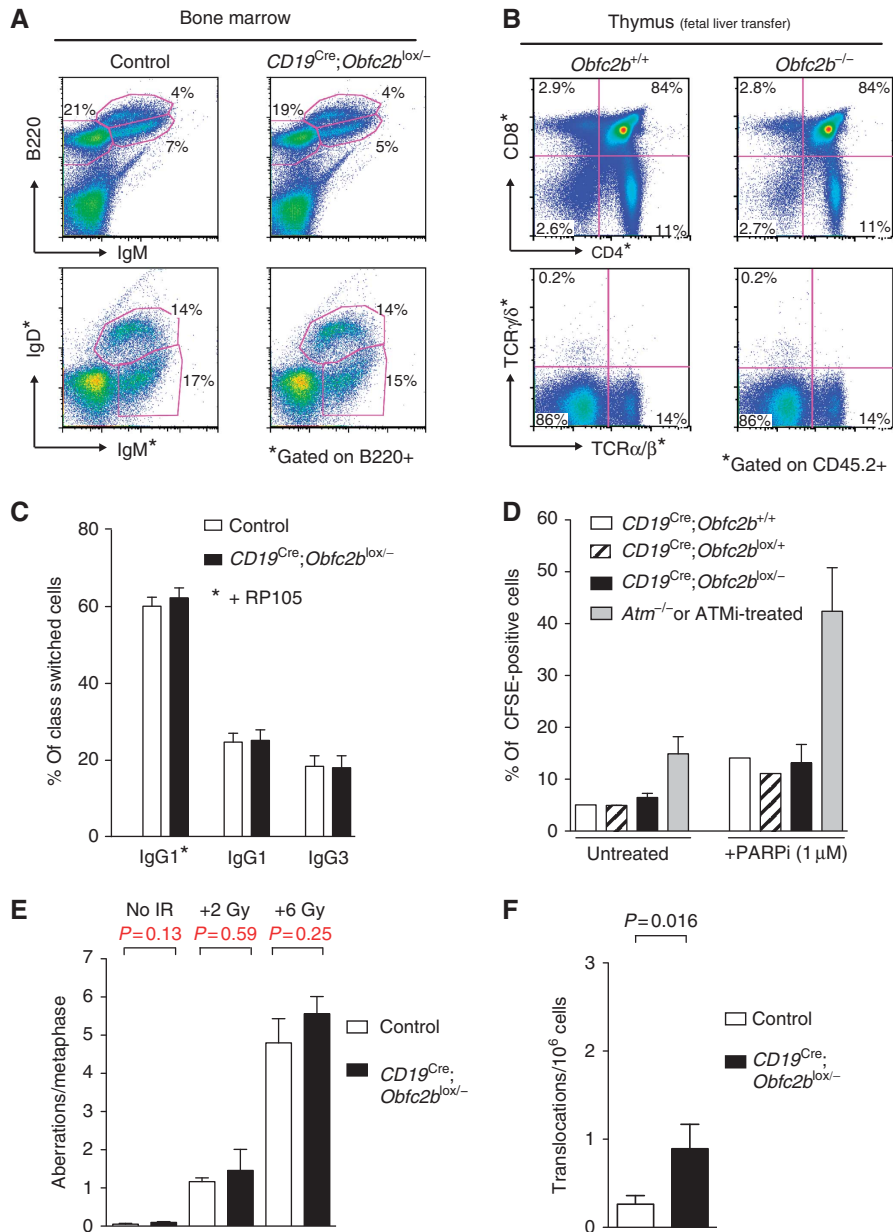 A
Bone marrow
Control
CD19Cre;Obfc2blox/–
21%
4%
7%
19%
4%
5%
B220
IgM
14%
17%
14%
15%
IgD*
IgM*
*Gated on B220+
B
Thymus (fetal liver transfer)
Obfc2b+/+
Obfc2b–/–
2.9%
84%
2.6%
11%
2.8%
84%
2.7%
11%
CD8*
CD4*
0.2%
86%
14%
0.2%
86%
14%
TCRγ/δ*
TCRα/β*
*Gated on CD45.2+
C
% Of class switched cells
80
60
40
20
0
Control
CD19Cre;Obfc2blox/–
* + RP105
IgG1*
IgG1
IgG3
D
% Of CFSE-positive cells
60
50
40
30
20
10
0
CD19Cre;Obfc2b+/+
CD19Cre;Obfc2blox/+
CD19Cre;Obfc2blox/–
Atm–/– or ATMi-treated
Untreated
+PARPi (1 µM)
E
No IR
+2 Gy
+6 Gy
P=0.13
P=0.59
P=0.25
Aberrations/metaphase
7
6
5
4
3
2
1
0
Control
CD19Cre;
Obfc2blox/–
F
P=0.016
Translocations/106 cells
3
2
1
0
Control
CD19Cre;
Obfc2blox/–